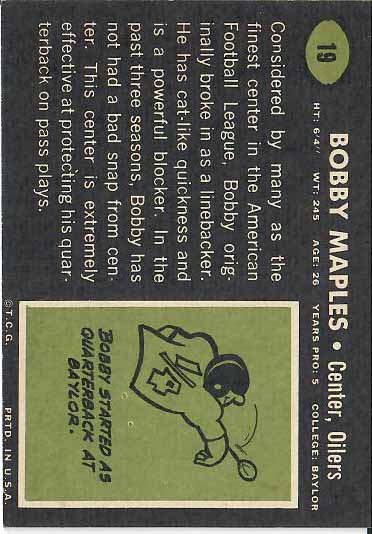 19
BOBBY MAPLES • Center, Oilers
HT: 6'4" WT: 245 AGE: 26 YEARS PRO: 5 COLLEGE: BAYLOR
Considered by many as the
finest center in the American
Football League, Bobby orig-
inally broke in as a linebacker.
He has cat-like quickness and
is a powerful blocker. In the
past three seasons, Bobby has
not had a bad snap from cen-
ter. This center is extremely
effective at protecting his quar-
terback on pass plays.
BOBBY STARTED AS
QUARTERBACK AT
BAYLOR.
© T.C.G. PRTD. IN U.S.A.